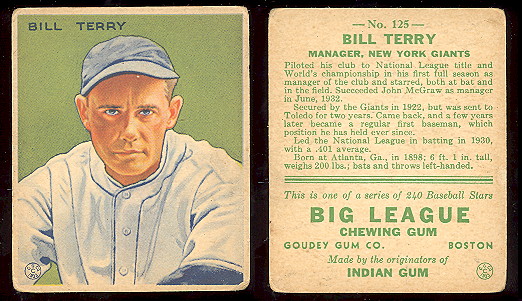 BILL TERRY
— No. 125 —
BILL TERRY
MANAGER, NEW YORK GIANTS
Piloted his club to National League title and
World's championship in his first full season as
manager of the club and starred, both at bat and
in the field. Succeeded John McGraw as manager
in June, 1932.
Secured by the Giants in 1922, but was sent to
Toledo for two years. Came back, and a few years
later became a regular first baseman, which
position he has held ever since.
Led the National League in batting in 1930,
with a .401 average.
Born at Atlanta, Ga., in 1898; 6 ft. 1 in. tall,
weighs 200 lbs.; bats and throws left-handed.
This is one of a series of 240 Baseball Stars
BIG LEAGUE
CHEWING GUM
GOUDEY GUM CO. BOSTON
Made by the originators of
INDIAN GUM